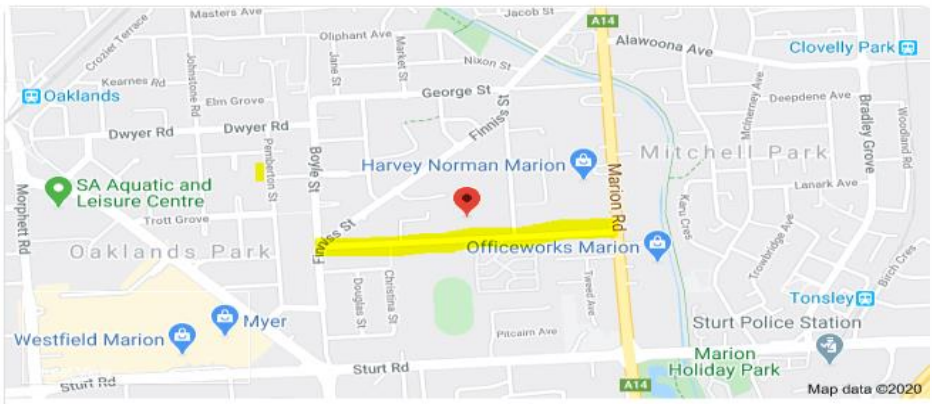 Masters Ave
Jacob St
A14
Crozier Terrace
Oliphant Ave
Market St
Jane St
Nixon St
Alawoona Ave
Clovelly Park
Johnstone Rd
Kearnes Rd
Oaklands
Elm Grove
George St
McInerney Ave
Deepdene Ave
Bradley Grove
Woodland Rd
Dwyer Rd
Dwyer Rd
Finniss St
Pemberton St
Boyle St
Harvey Norman Marion
Mitchell Park
Marion Rd
SA Aquatic and
Leisure Centre
Lanark Ave
Karu Cres
Morphett Rd
Trott Grove
Trowbridge Ave
Finniss St
Oaklands Park
Officeworks Marion
Birch Cres
Douglas St
Christina St
Tweed Ave
Tonsley
Myer
Westfield Marion
Pitcairn Ave
Sturt Police Station
Sturt Rd
Sturt Rd
Marion
Holiday Park
A14
Map data ©2020